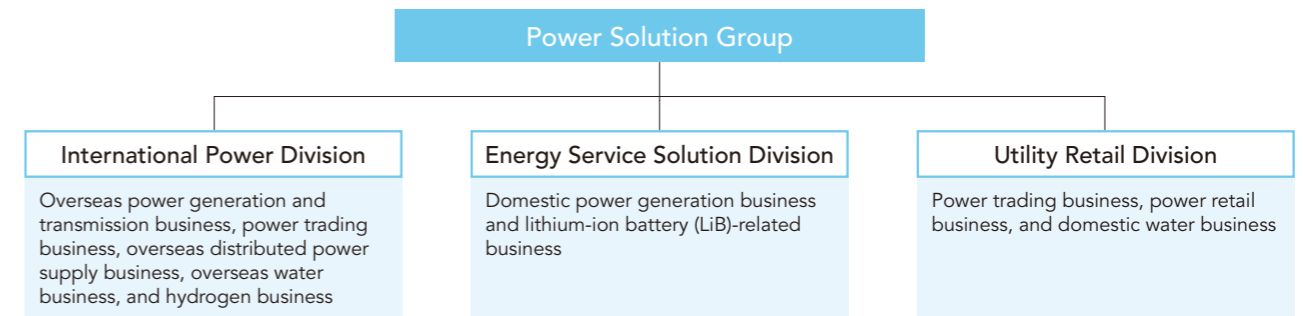 Power Solution Group
International Power Division
Overseas power generation and
transmission business, power trading
business, overseas distributed power
supply business, overseas water
business, and hydrogen business
Energy Service Solution Division
Domestic power generation business
and lithium-ion battery (LiB)-related
business
Utility Retail Division
Power trading business, power retail
business, and domestic water business